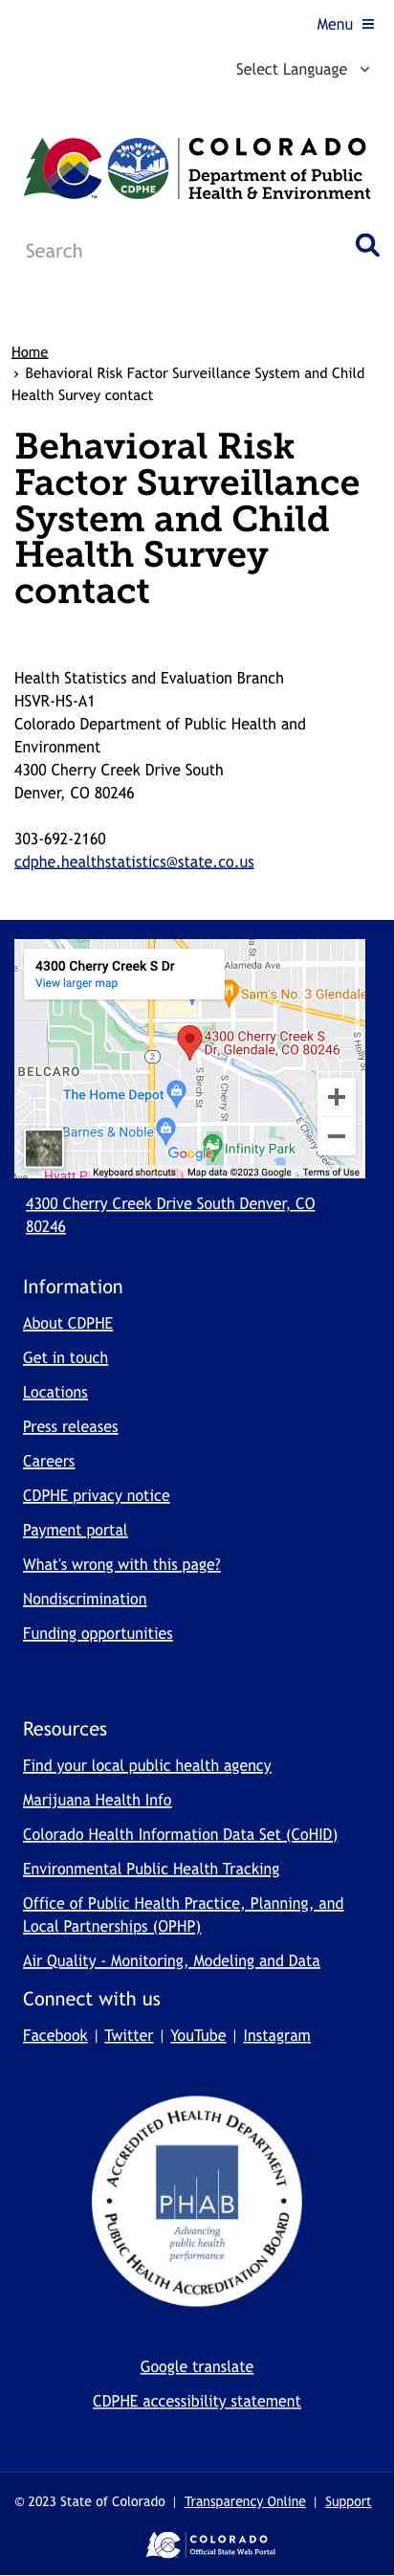 Menu
Select Language
CDPHE
COLORADO
Department of Public
Health & Environment
Search
Home
› Behavioral Risk Factor Surveillance System and Child
Health Survey contact
Behavioral Risk
Factor Surveillance
System and Child
Health Survey
contact
Health Statistics and Evaluation Branch
HSVR-HS-A1
Colorado Department of Public Health and
Environment
4300 Cherry Creek Drive South
Denver, CO 80246
303-692-2160
cdphe.healthstatistics@state.co.us
4300 Cherry Creek S Dr
View larger map
Alameda Ave
Sam's No. 3 Glendale
4300 Cherry Creek S
Dr, Glendale, CO 80246
2
BELCARO
The Home Depot
S Birch St
S Cherry St
S Holly S
Barnes & Noble
Infinity Park
Google
Hyatt P
Keyboard shortcuts Map data ©2023 Google Terms of Use
4300 Cherry Creek Drive South Denver, CO
80246
Information
About CDPHE
Get in touch
Locations
Press releases
Careers
CDPHE privacy notice
Payment portal
What's wrong with this page?
Nondiscrimination
Funding opportunities
Resources
Find your local public health agency
Marijuana Health Info
Colorado Health Information Data Set (CoHID)
Environmental Public Health Tracking
Office of Public Health Practice, Planning, and
Local Partnerships (OPHP)
Air Quality - Monitoring, Modeling and Data
Connect with us
Facebook | Twitter | YouTube | Instagram
ACCREDITED HEALTH DEPARTMENT
PHAB
Advancing
public health
performance
PUBLIC HEALTH ACCREDITATION BOARD
Google translate
CDPHE accessibility statement
© 2023 State of Colorado | Transparency Online | Support
COLORADO
Official State Web Portal